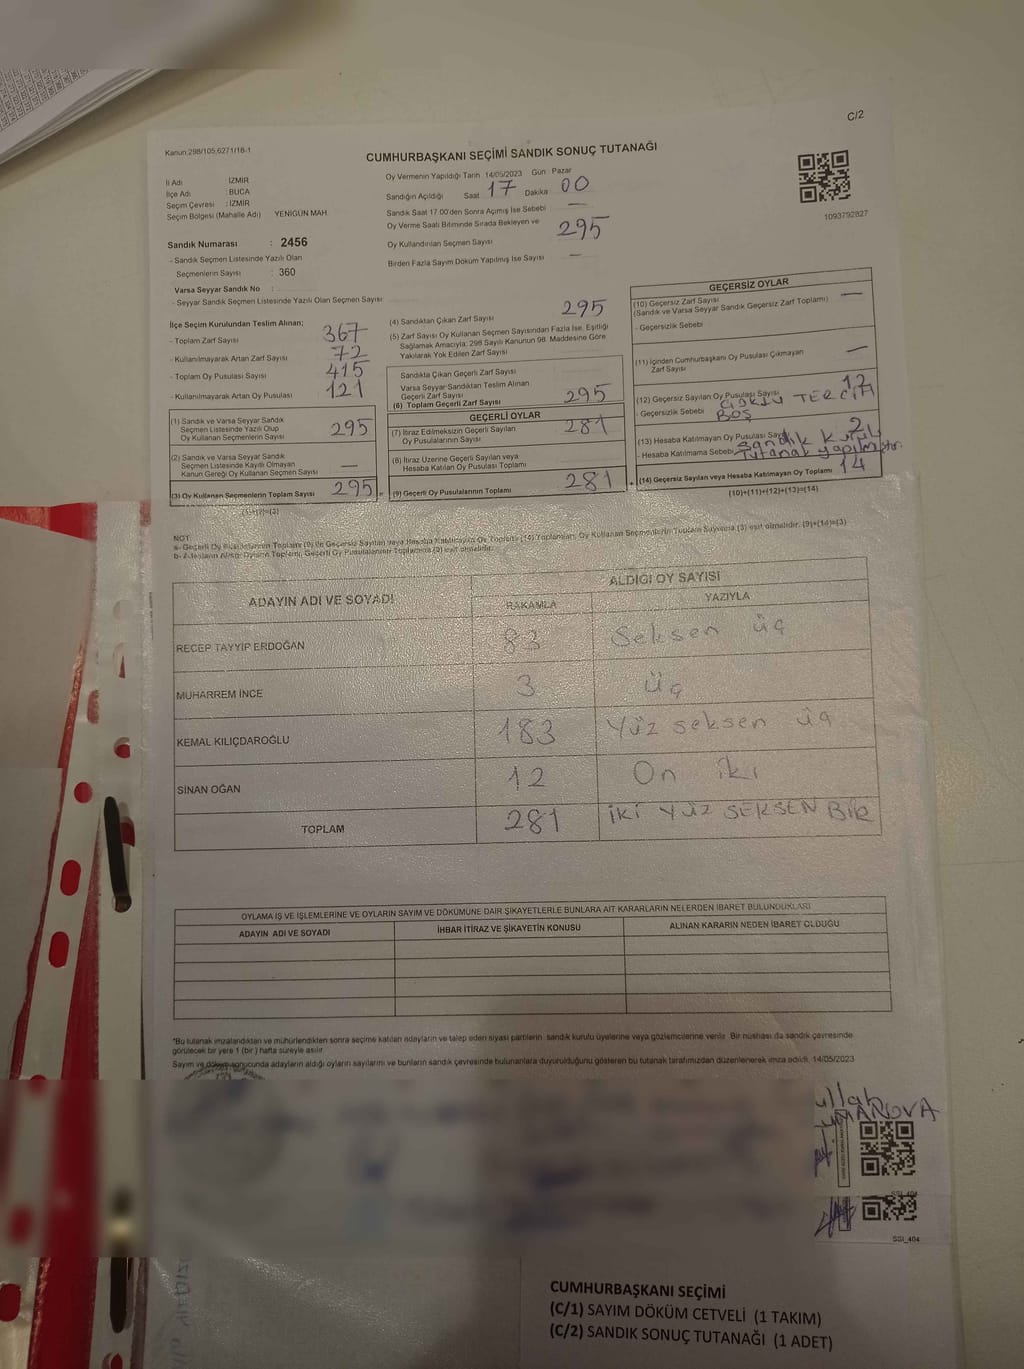 C/2
Kanun:298/105,6271/18-1
CUMHURBAŞKANI SEÇİMİ SANDIK SONUÇ TUTANAĞI
İl Adı : İZMİR
İlçe Adı : BUCA
Seçim Çevresi : İZMİR
Seçim Bölgesi (Mahalle Adı) YENİGÜN MAH
Sandık Numarası : 2456
- Sandık Seçmen Listesinde Yazılı Olan
Seçmenlerin Sayısı : 360
Varsa Seyyar Sandık No :
- Seyyar Sandık Seçmen Listesinde Yazılı Olan Seçmen Sayısı
Oy Vermenin Yapıldığı Tarih 14/05/2023 Gün Pazar
Sandığın Açıldığı Saat 17 Dakika 00
Sandık Saat 17:00'den Sonra Açımış İse Sebebi —
Oy Verme Saati Bitiminde Sırada Bekleyen ve
Oy Kullandırılan Seçmen Sayısı 295
Birden Fazla Sayım Döküm Yapılmış İse Sayısı —
1093792827
İlçe Seçim Kurulundan Teslim Alınan;
- Toplam Zarf Sayısı 367
- Kullanılmayarak Artan Zarf Sayısı 72
- Toplam Oy Pusulası Sayısı 415
- Kullanılmayarak Artan Oy Pusulası 121
(1) Sandık ve Varsa Seyyar Sandık
Seçmen Listesinde Yazılı Olup
Oy Kullanan Seçmenlerin Sayısı 295
(2) Sandık ve Varsa Seyyar Sandık
Seçmen Listesinde Kayıtlı Olmayan
Kanun Gereği Oy Kullanan Seçmen Sayısı —
(3) Oy Kullanan Seçmenlerin Toplam Sayısı 295
(1)+(2)=(3)
(4) Sandıktan Çıkan Zarf Sayısı 295
(5) Zarf Sayısı Oy Kullanan Seçmen Sayısından Fazla İse, Eşitliği
Sağlamak Amacıyla; 298 Sayılı Kanunun 98. Maddesine Göre
Yakılarak Yok Edilen Zarf Sayısı
Sandıkta Çıkan Geçerli Zarf Sayısı
Varsa Seyyar Sandıktan Teslim Alınan
Geçerli Zarf Sayısı
(6) Toplam Geçerli Zarf Sayısı 295
GEÇERLİ OYLAR
(7) İtiraz Edilmeksizin Geçerli Sayılan
Oy Pusulalarının Sayısı 281
(8) İtiraz Üzerine Geçerli Sayılan veya
Hesaba Katılan Oy Pusulası Toplamı
(9) Geçerli Oy Pusulalarının Toplamı 281
GEÇERSİZ OYLAR
(10) Geçersiz Zarf Sayısı —
(Sandık ve Varsa Seyyar Sandık Geçersiz Zarf Toplamı)
- Geçersizlik Sebebi
(11) İçinden Cumhurbaşkanı Oy Pusulası Çıkmayan
Zarf Sayısı —
(12) Geçersiz Sayılan Oy Pusulası Sayısı 12
- Geçersizlik Sebebi ÇOKLU TERCİH
BOŞ
(13) Hesaba Katılmayan Oy Pusulası Sayısı 2
- Hesaba Katılmama Sebebi Sandık Kurulu
Tutanak yapılmıştır.
(14) Geçersiz Sayılan veya Hesaba Katılmayan Oy Toplamı 14
(10)+(11)+(12)+(13)=(14)
NOT:
a- Geçerli Oy Pusulalarının Toplamı (9) ile Geçersiz Sayılan veya Hesaba Katılmayan Oy Toplamı (14) Toplamları, Oy Kullanan Seçmenlerin Toplam Sayısına (3) eşit olmalıdır. (9)+(14)=(3)
b- Adayların Aldığı Oyların Toplamı, Geçerli Oy Pusulalarının Toplamına (9) eşit olmalıdır.
ADAYIN ADI VE SOYADI ALDIĞI OY SAYISI
RAKAMLA YAZIYLA
RECEP TAYYİP ERDOĞAN 83 Seksen üç
MUHARREM İNCE 3 üç
KEMAL KILIÇDAROĞLU 183 Yüz seksen üç
SİNAN OĞAN 12 On iki
TOPLAM 281 iki yüz SEKSEN BİR
OYLAMA İŞ VE İŞLEMLERİNE VE OYLARIN SAYIM VE DÖKÜMÜNE DAİR ŞİKAYETLERLE BUNLARA AİT KARARLARIN NELERDEN İBARET BULUNDUKLARI
ADAYIN ADI VE SOYADI İHBAR İTİRAZ VE ŞİKAYETİN KONUSU ALINAN KARARIN NEDEN İBARET OLDUĞU
*Bu tutanak imzalandıktan ve mühürlendikten sonra seçime katılan adayların ve talep eden siyasi partilerin sandık kurulu üyelerine veya gözlemcilerine verilir. Bir nüshası da sandık çevresinde
görülecek bir yere 1 (bir ) hafta süreyle asılır.
Sayım ve döküm sonucunda adayların aldığı oyların sayılarını ve bunların sandık çevresinde bulunanlara duyurulduğunu gösteren bu tutanak tarafımızdan düzenlenerek imza edildi. 14/05/2023
SSI_404
CUMHURBAŞKANI SEÇİMİ
(C/1) SAYIM DÖKÜM CETVELİ (1 TAKIM)
(C/2) SANDIK SONUÇ TUTANAĞI (1 ADET)